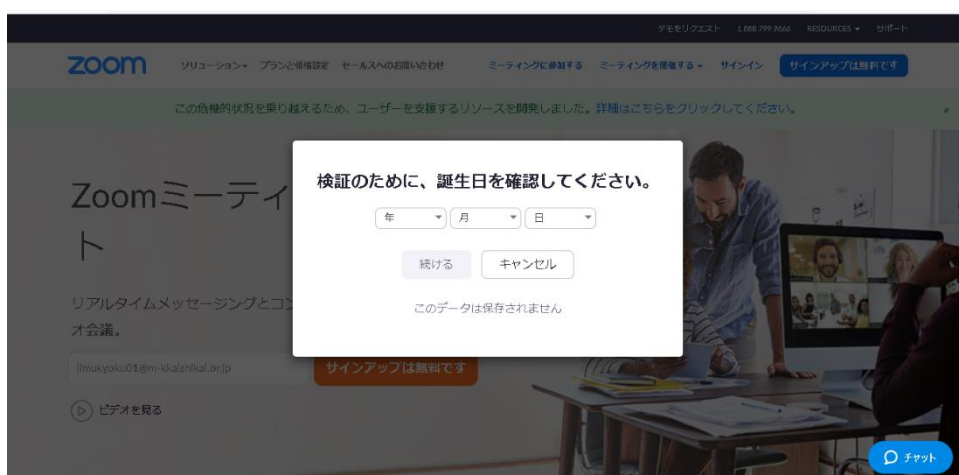 デモをリクエスト 1.888.799.9666 RESOURCES サポート
zoom ソリューション プランと価格設定 セールスへのお問い合わせ ミーティングに参加する ミーティングを開催する サインイン サインアップは無料です
この危機的状況を乗り越えるため、ユーザーを支援するリソースを開発しました。詳細はこちらをクリックしてください。 ×
検証のために、誕生日を確認してください。
年 月 日
続ける キャンセル
このデータは保存されません
Zoomミーティ
ト
リアルタイムメッセージングとコン
オ会議。
jimukyoku01@m-kkaishikai.or.jp サインアップは無料です
ビデオを見る
チャット